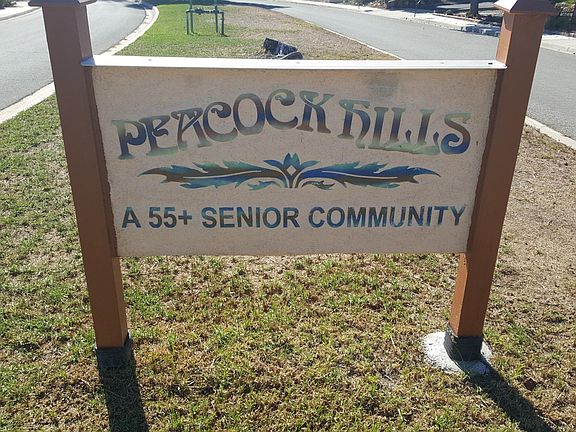 PEACOCK HILLS
A 55+ SENIOR COMMUNITY